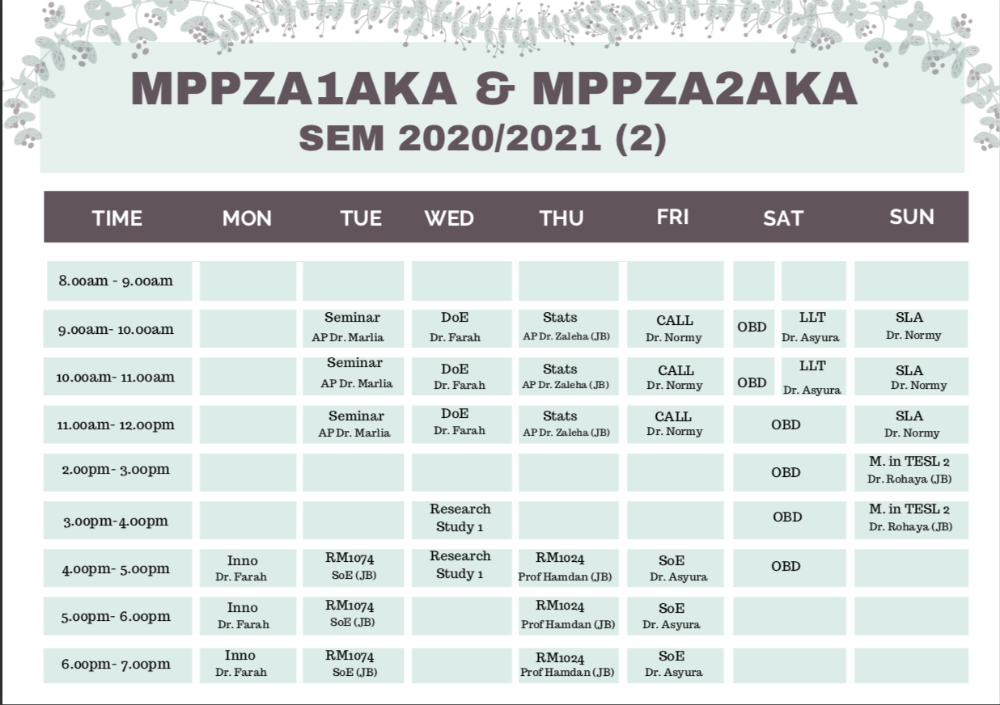 MPPZA1AKA & MPPZA2AKA
SEM 2020/2021 (2)
TIME MON TUE WED THU FRI SAT SUN
8.00am - 9.00am
9.00am- 10.00am
Seminar
AP Dr. Marlia
DoE
Dr. Farah
Stats
AP Dr. Zaleha (JB)
CALL
Dr. Normy
OBD
LLT
Dr. Asyura
SLA
Dr. Normy
10.00am- 11.00am
Seminar
AP Dr. Marlia
DoE
Dr. Farah
Stats
AP Dr. Zaleha (JB)
CALL
Dr. Normy
OBD
LLT
Dr. Asyura
SLA
Dr. Normy
11.00am- 12.00pm
Seminar
AP Dr. Marlia
DoE
Dr. Farah
Stats
AP Dr. Zaleha (JB)
CALL
Dr. Normy
OBD
SLA
Dr. Normy
2.00pm- 3.00pm
OBD
M. in TESL 2
Dr. Rohaya (JB)
3.00pm-4.00pm
Research
Study 1
OBD
M. in TESL 2
Dr. Rohaya (JB)
4.00pm- 5.00pm
Inno
Dr. Farah
RM1074
SoE (JB)
Research
Study 1
RM1024
Prof Hamdan (JB)
SoE
Dr. Asyura
OBD
5.00pm- 6.00pm
Inno
Dr. Farah
RM1074
SoE (JB)
RM1024
Prof Hamdan (JB)
SoE
Dr. Asyura
6.00pm- 7.00pm
Inno
Dr. Farah
RM1074
SoE (JB)
RM1024
Prof Hamdan (JB)
SoE
Dr. Asyura